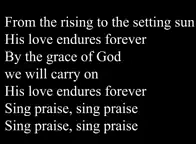 From the rising to the setting sun
His love endures forever
By the grace of God
we will carry on
His love endures forever
Sing praise, sing praise
Sing praise, sing praise